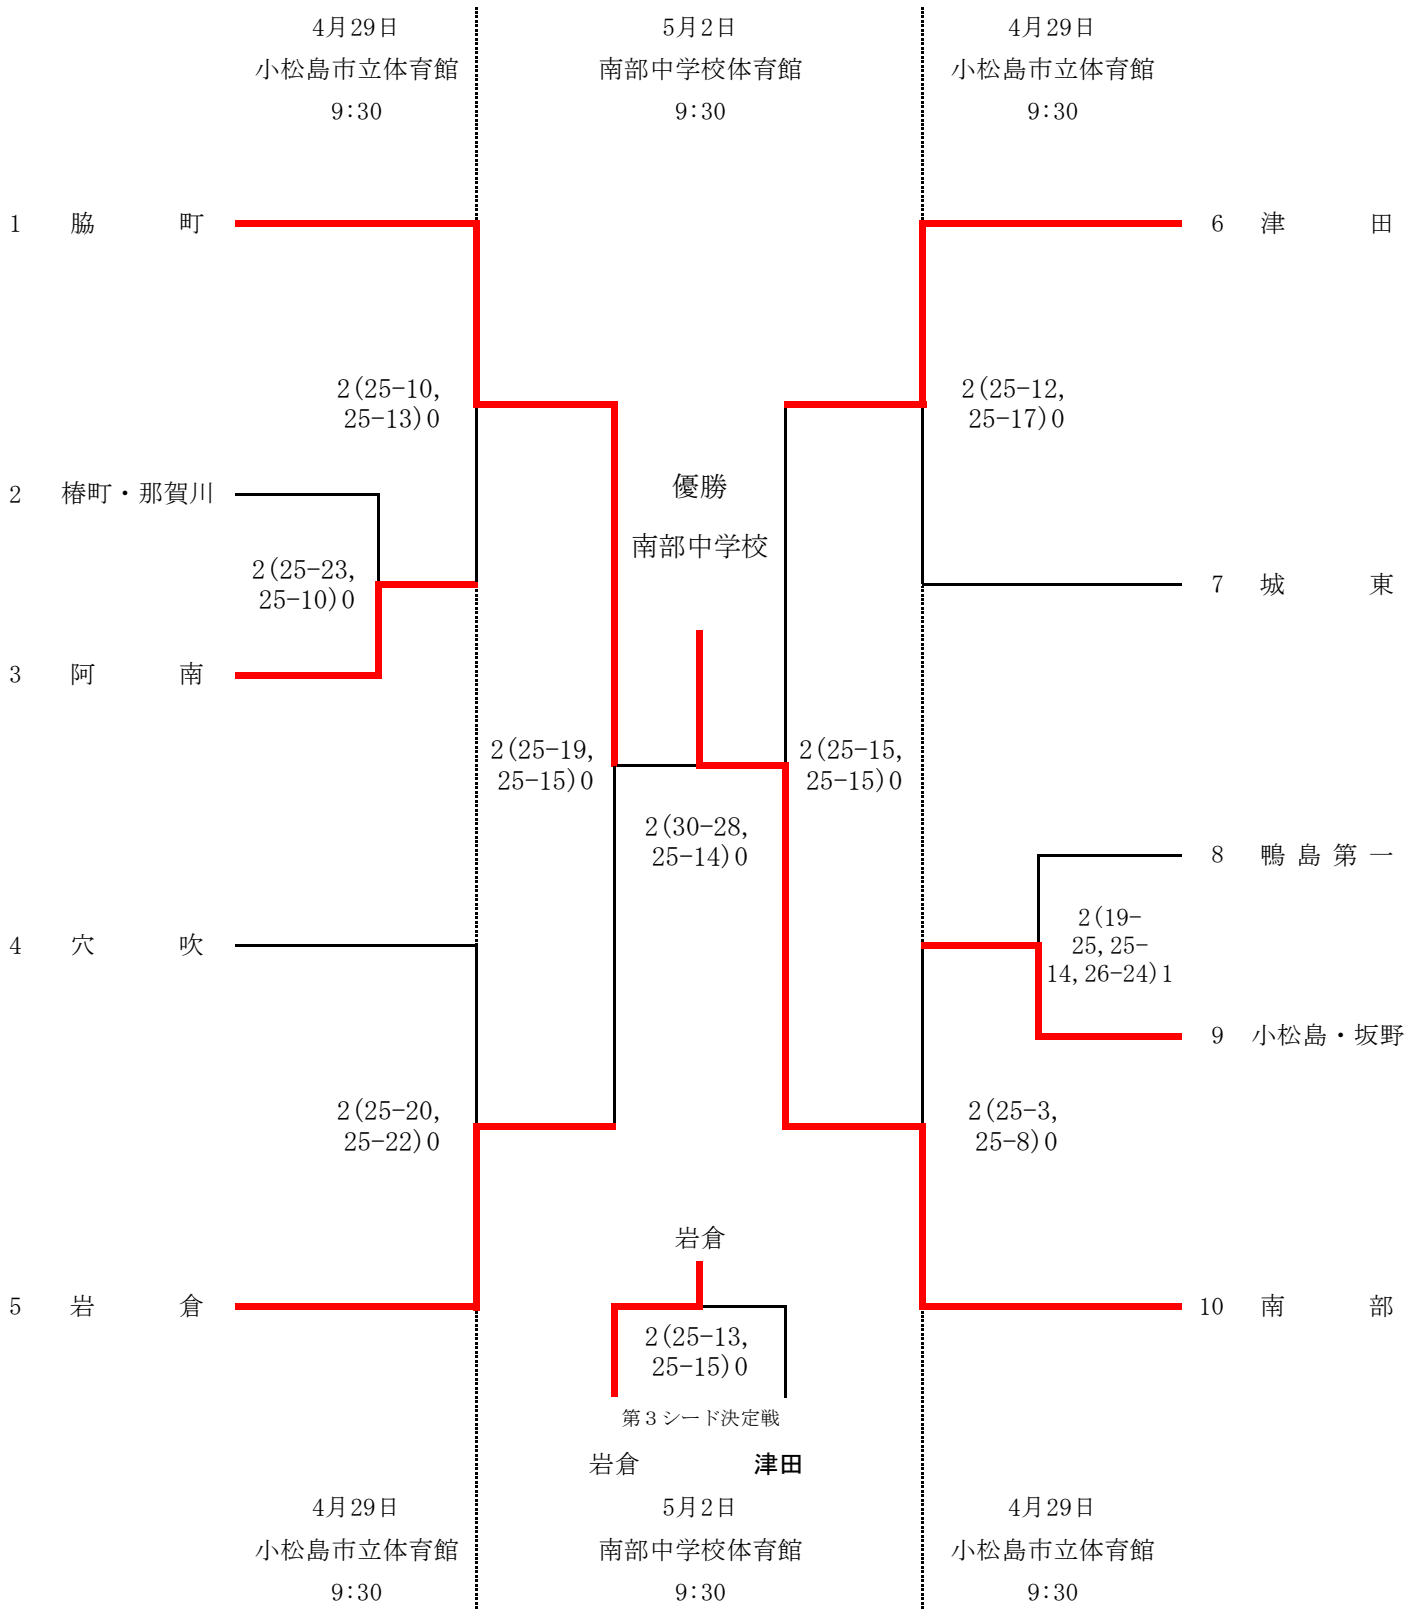 4月29日 5月2日 4月29日
小松島市立体育館 南部中学校体育館 小松島市立体育館
9:30 9:30 9:30
1 脇町 6 津田
2(25-10, 2(25-12,
25-13)0 25-17)0
優勝
2 椿町・那賀川
南部中学校
2(25-23,
25-10)0
7 城東
3 阿南
2(25-19, 2(25-15,
25-15)0 25-15)0
2(30-28,
25-14)0
8 鴨島第一
2(19-
25,25-
14,26-24)1
4 穴吹
9 小松島・坂野
2(25-20, 2(25-3,
25-22)0 25-8)0
岩倉
5 岩倉 10 南部
2(25-13,
25-15)0
第3シード決定戦
岩倉 津田
4月29日 5月2日 4月29日
小松島市立体育館 南部中学校体育館 小松島市立体育館
9:30 9:30 9:30